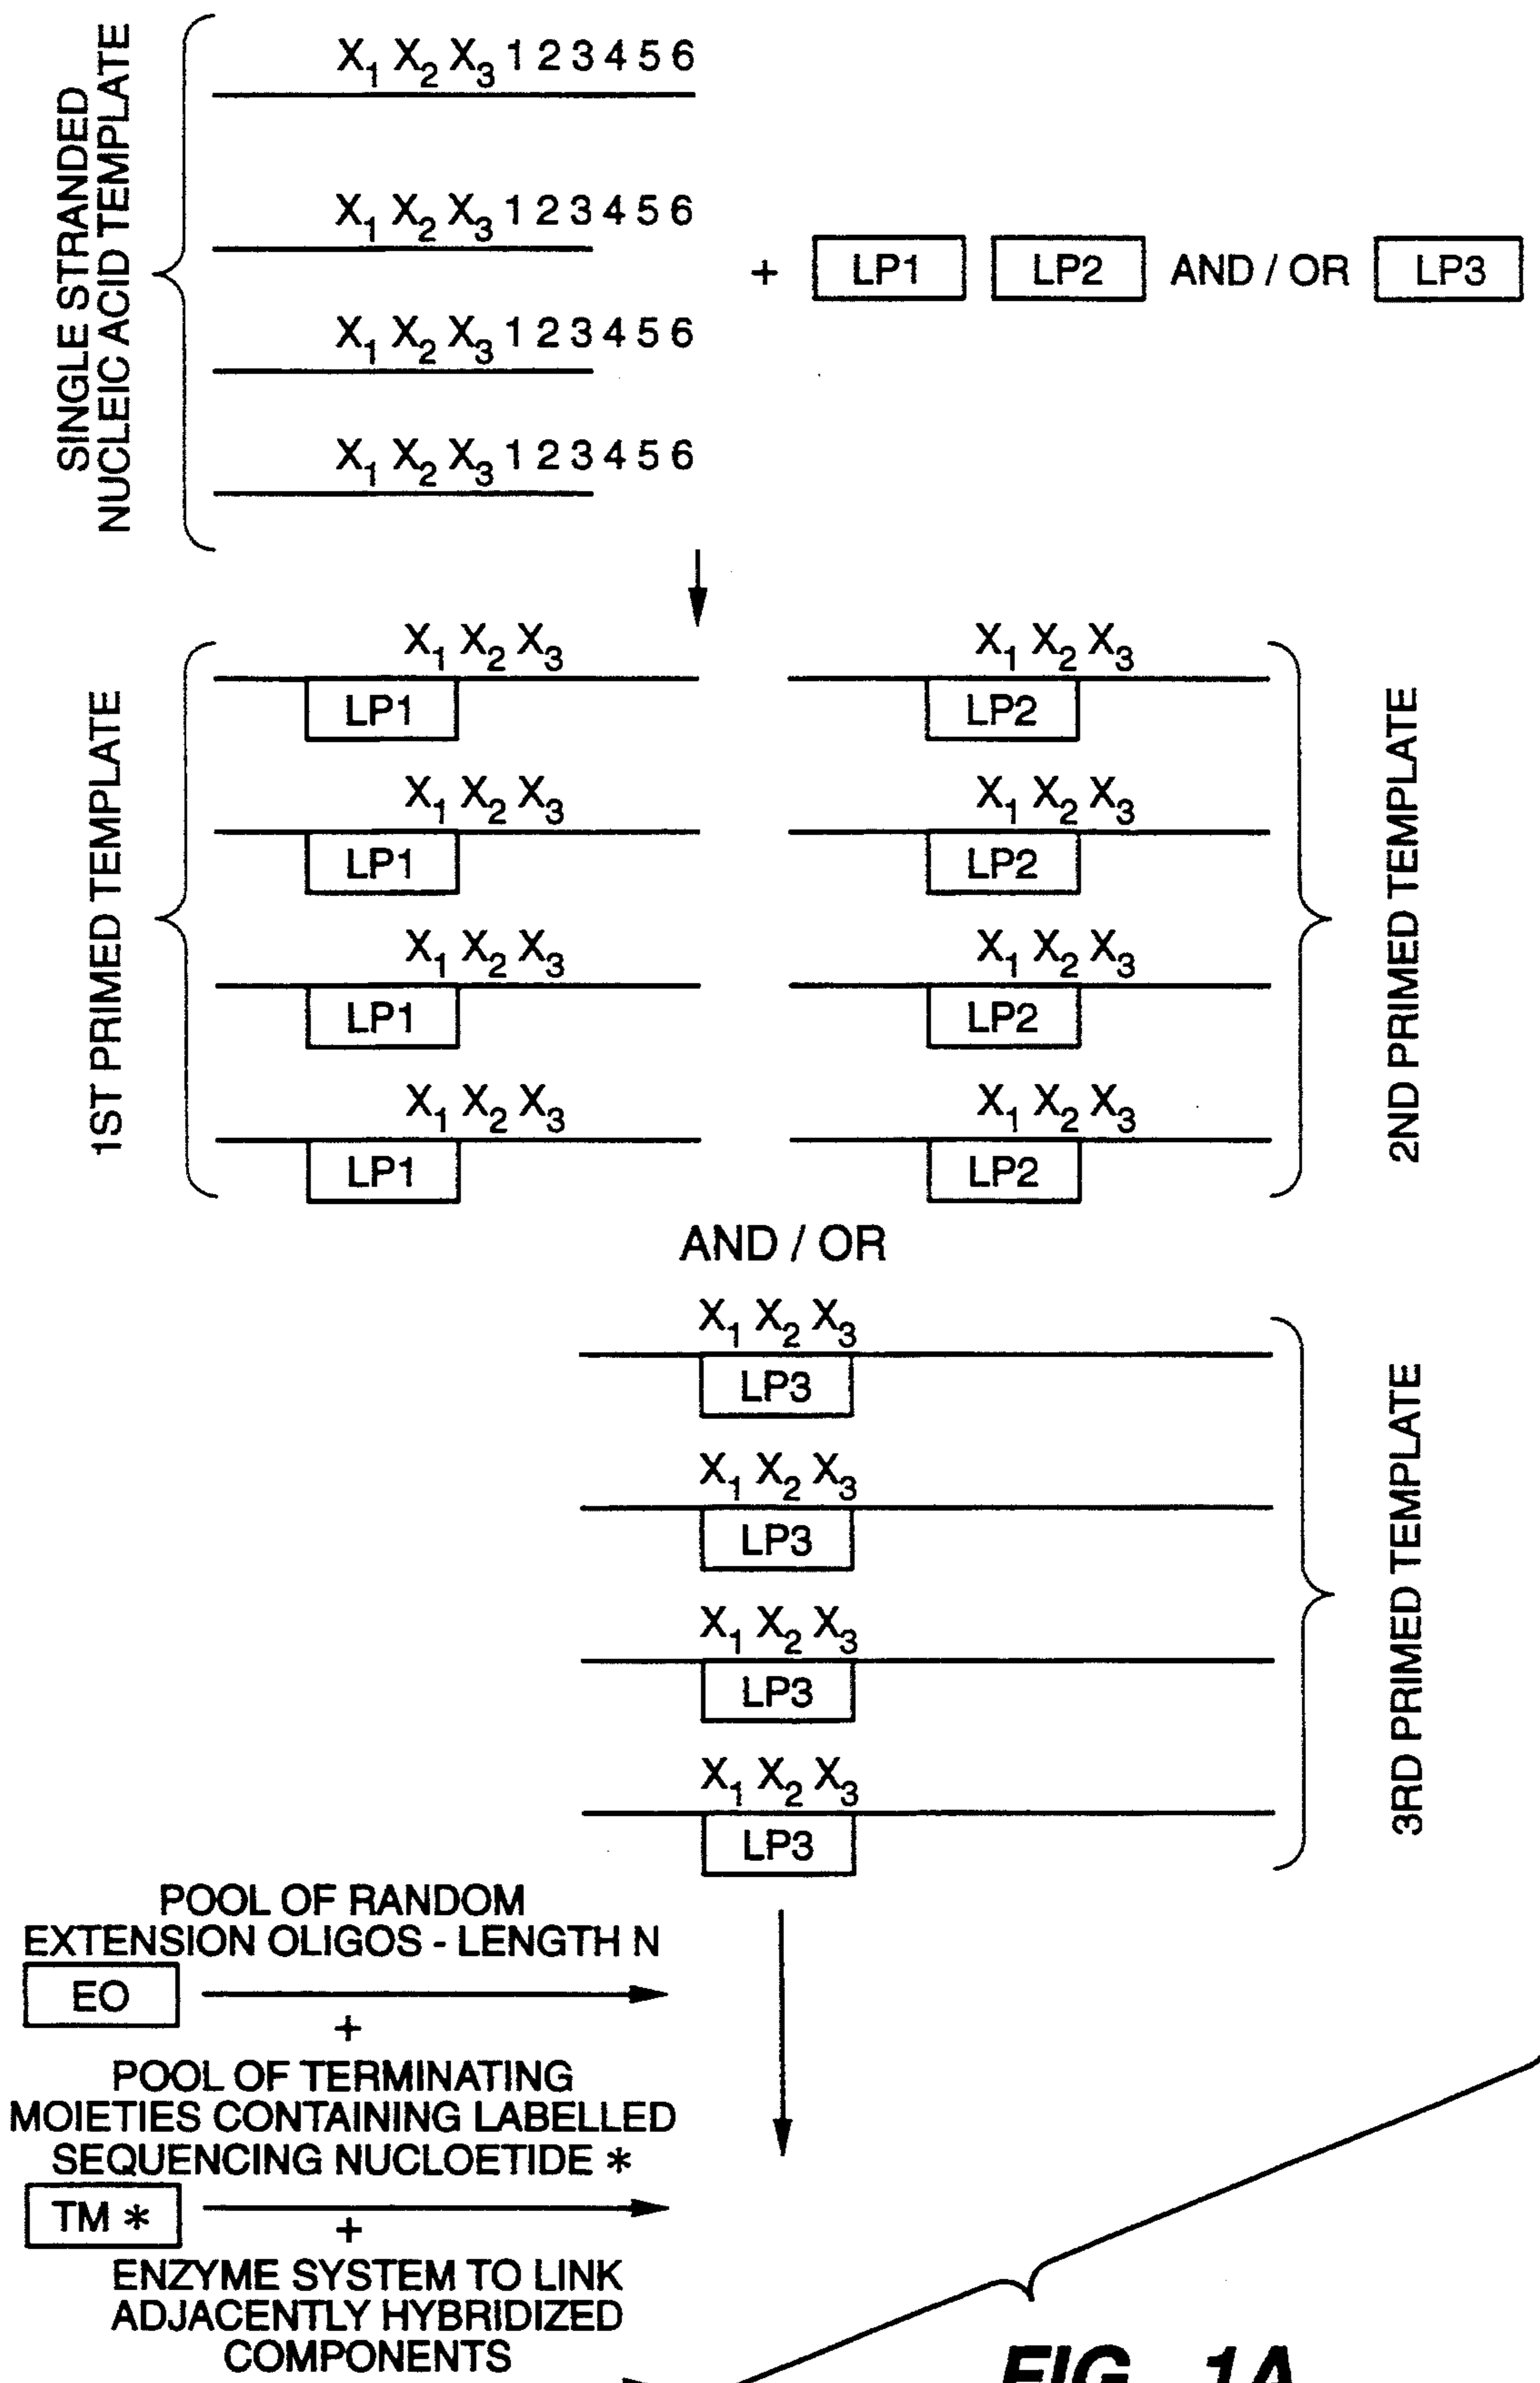 SINGLE STRANDED
NUCLEIC ACID TEMPLATE
X1 X2 X3 1 2 3 4 5 6
X1 X2 X3 1 2 3 4 5 6
X1 X2 X3 1 2 3 4 5 6
X1 X2 X3 1 2 3 4 5 6
+ LP1 LP2 AND / OR LP3
1ST PRIMED TEMPLATE
X1 X2 X3
LP1
X1 X2 X3
LP1
X1 X2 X3
LP1
X1 X2 X3
LP1
X1 X2 X3
LP2
X1 X2 X3
LP2
X1 X2 X3
LP2
X1 X2 X3
LP2
2ND PRIMED TEMPLATE
AND / OR
X1 X2 X3
LP3
X1 X2 X3
LP3
X1 X2 X3
LP3
X1 X2 X3
LP3
3RD PRIMED TEMPLATE
POOL OF RANDOM
EXTENSION OLIGOS - LENGTH N
EO
+
POOL OF TERMINATING
MOIETIES CONTAINING LABELLED
SEQUENCING NUCLOETIDE *
TM *
+
ENZYME SYSTEM TO LINK
ADJACENTLY HYBRIDIZED
COMPONENTS
FIG._1A